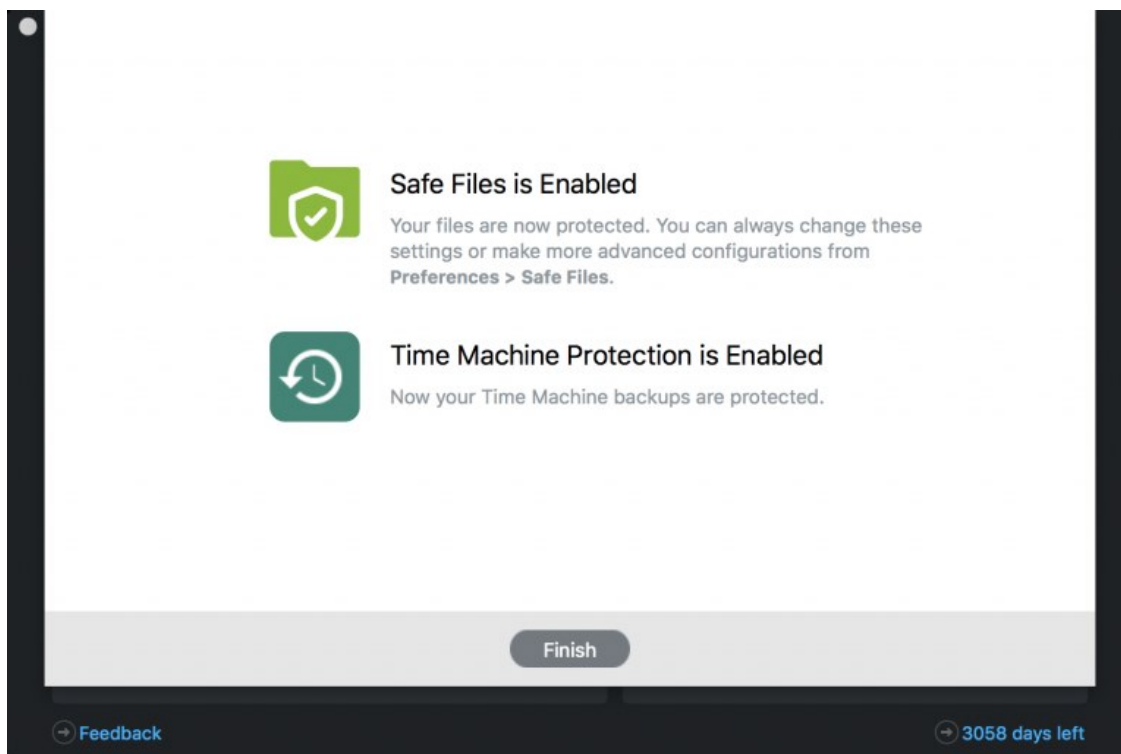 Safe Files is Enabled
Your files are now protected. You can always change these
settings or make more advanced configurations from
Preferences > Safe Files.
Time Machine Protection is Enabled
Now your Time Machine backups are protected.
Finish
Feedback
3058 days left